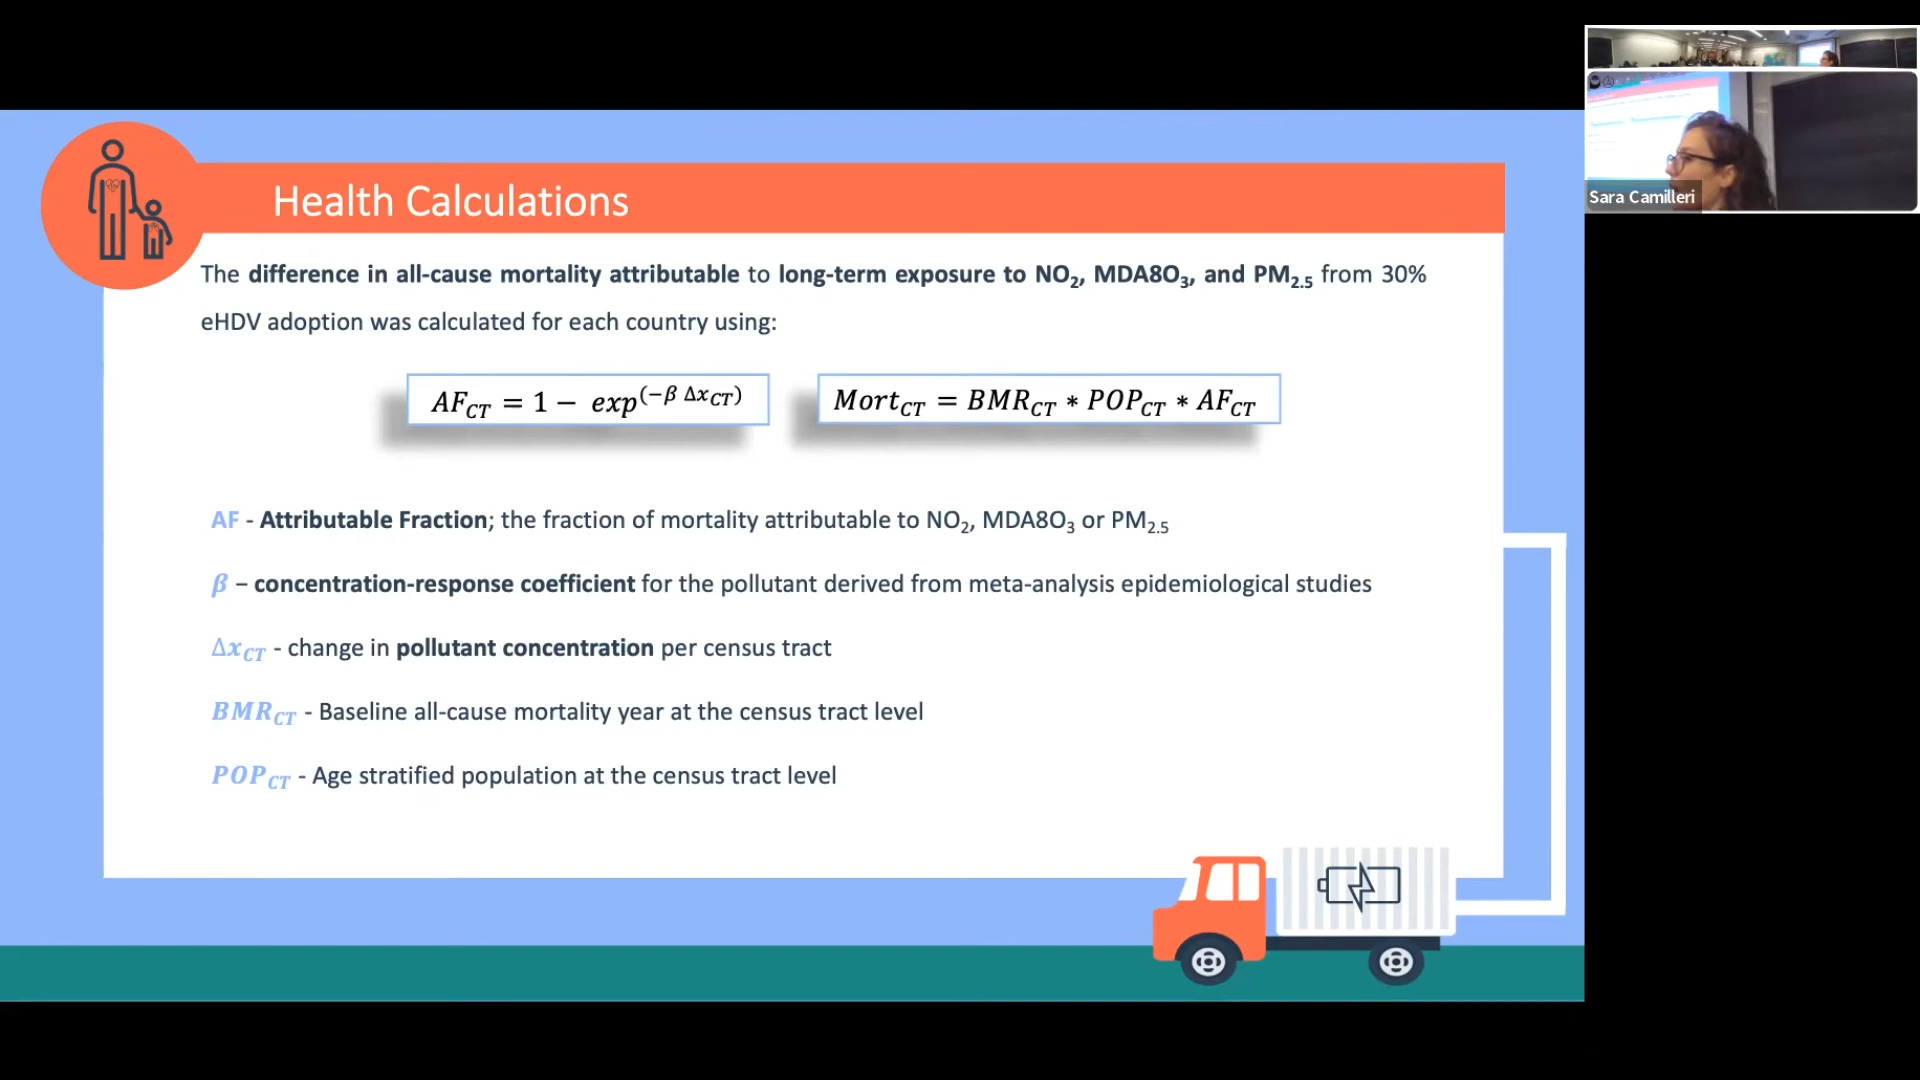 Health Calculations
The difference in all-cause mortality attributable to long-term exposure to NO₂, MDA8O₃, and PM₂.₅ from 30%
eHDV adoption was calculated for each country using:
AF_CT = 1 − exp^(−β Δx_CT)
Mort_CT = BMR_CT * POP_CT * AF_CT
AF - Attributable Fraction; the fraction of mortality attributable to NO₂, MDA8O₃ or PM₂.₅
β – concentration-response coefficient for the pollutant derived from meta-analysis epidemiological studies
Δx_CT - change in pollutant concentration per census tract
BMR_CT - Baseline all-cause mortality year at the census tract level
POP_CT - Age stratified population at the census tract level
Sara Camilleri